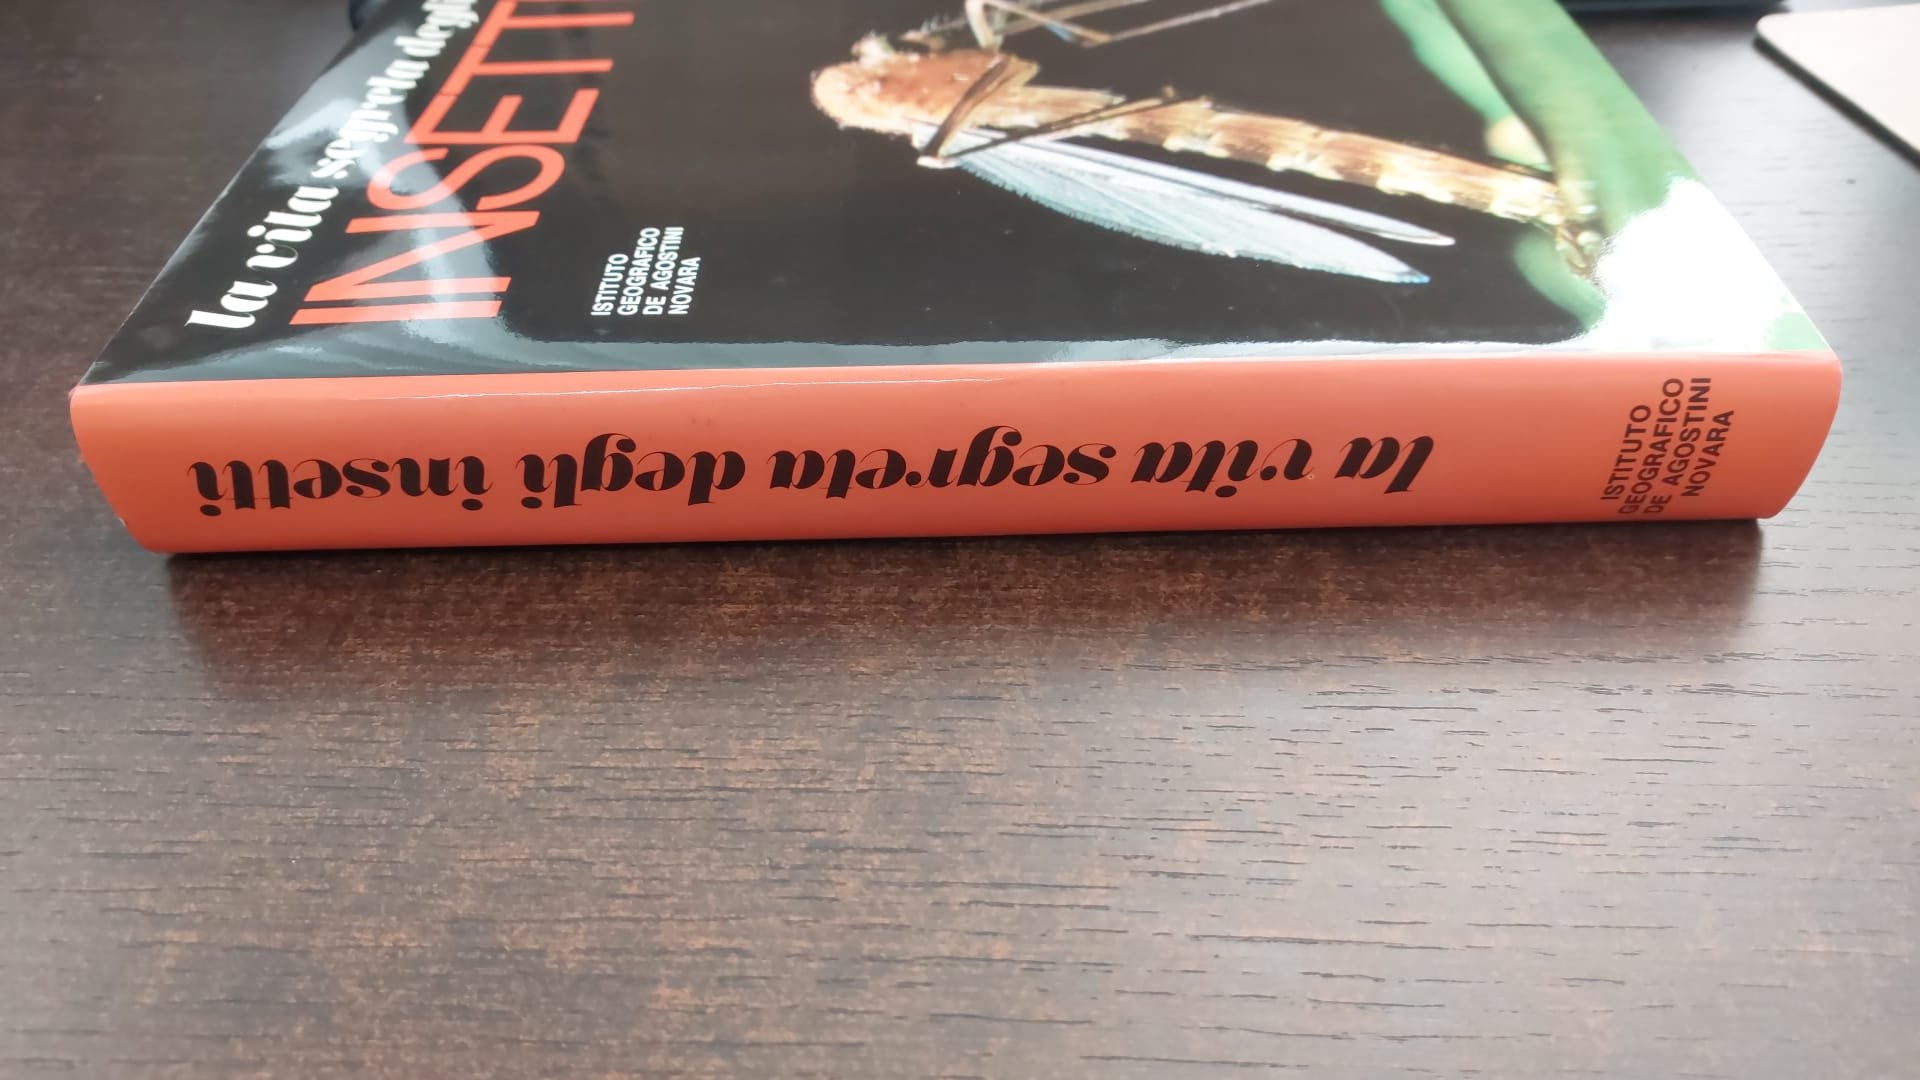 la vita segreta degli
INSETTI
ISTITUTO
GEOGRAFICO
DE AGOSTINI
NOVARA
la vita segreta degli insetti
ISTITUTO
GEOGRAFICO
DE AGOSTINI
NOVARA